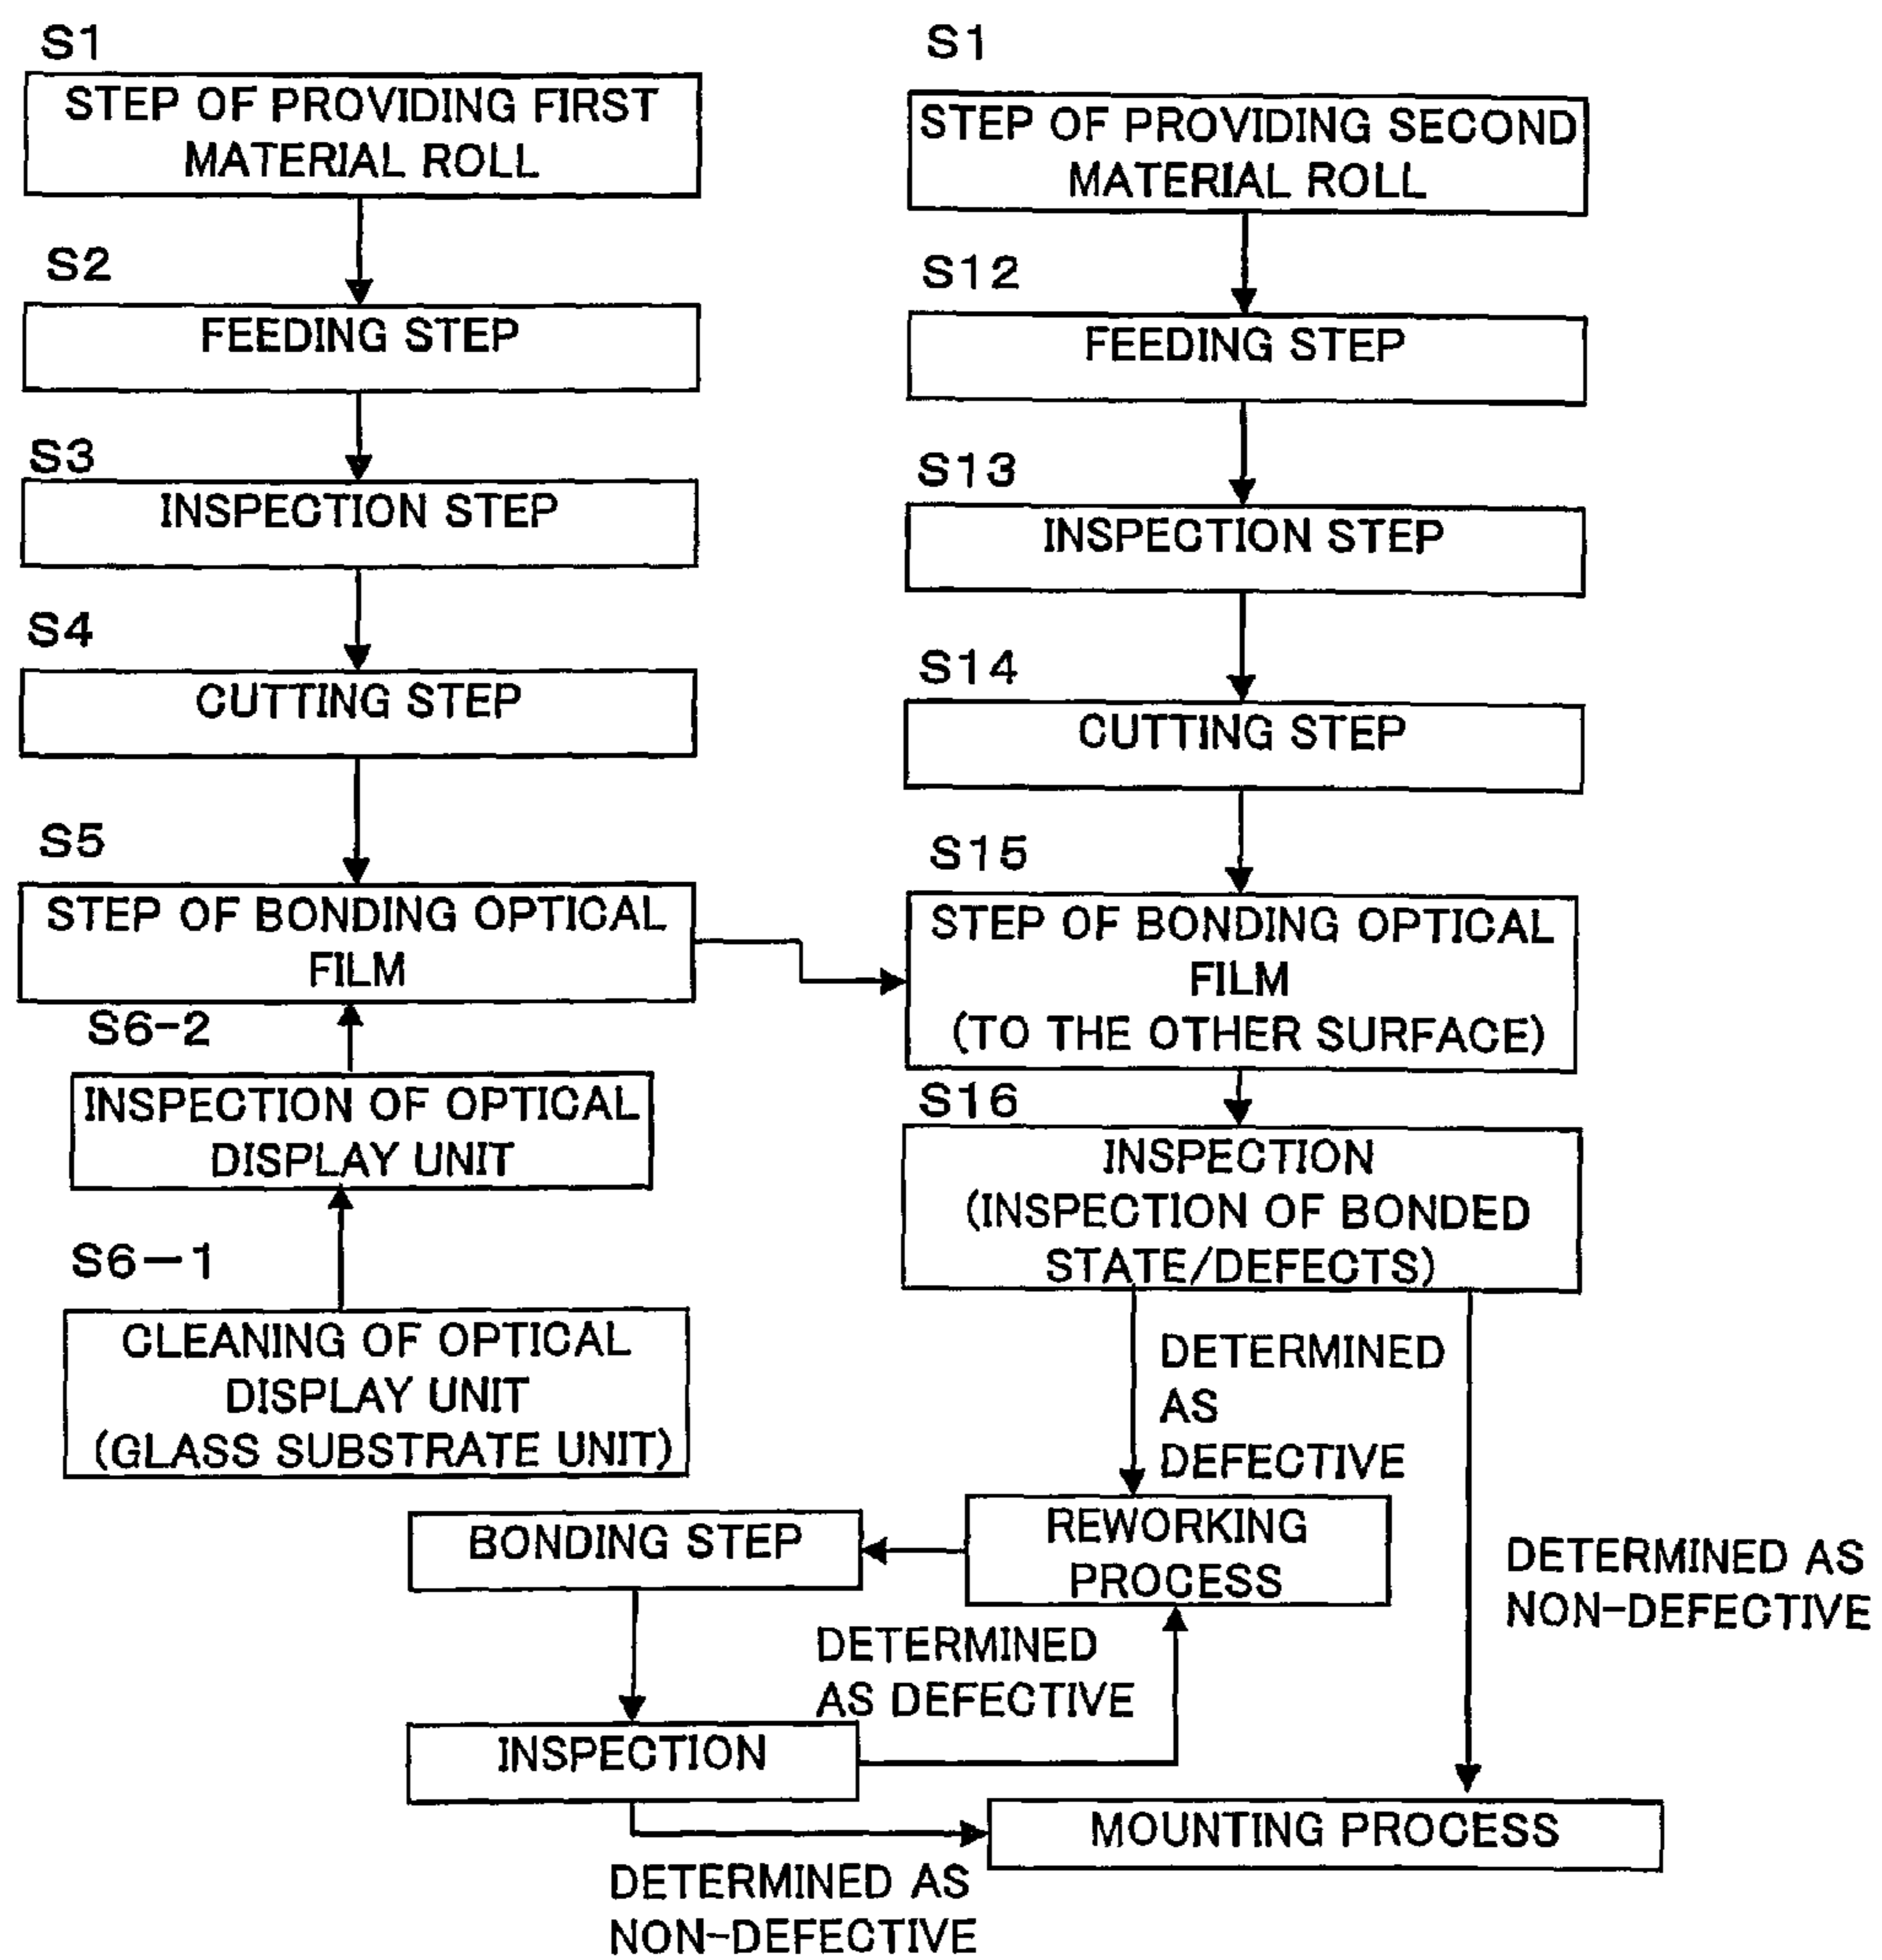 S1
STEP OF PROVIDING FIRST
MATERIAL ROLL
S2
FEEDING STEP
S3
INSPECTION STEP
S4
CUTTING STEP
S5
STEP OF BONDING OPTICAL
FILM
S6-2
INSPECTION OF OPTICAL
DISPLAY UNIT
S6-1
CLEANING OF OPTICAL
DISPLAY UNIT
(GLASS SUBSTRATE UNIT)
S1
STEP OF PROVIDING SECOND
MATERIAL ROLL
S12
FEEDING STEP
S13
INSPECTION STEP
S14
CUTTING STEP
S15
STEP OF BONDING OPTICAL
FILM
(TO THE OTHER SURFACE)
S16
INSPECTION
(INSPECTION OF BONDED
STATE/DEFECTS)
DETERMINED
AS
DEFECTIVE
REWORKING
PROCESS
BONDING STEP
DETERMINED
AS DEFECTIVE
INSPECTION
DETERMINED AS
NON-DEFECTIVE
DETERMINED AS
NON-DEFECTIVE
MOUNTING PROCESS